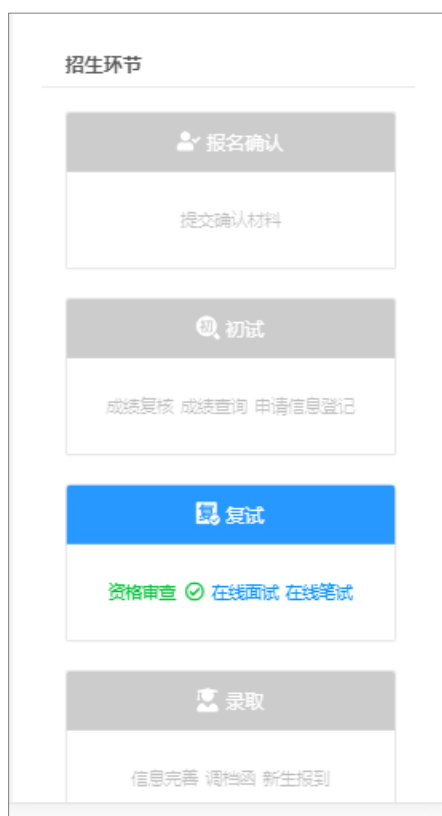 招生环节
报名确认
提交确认材料
初 初试
成绩复核 成绩查询 申请信息登记
复 复试
资格审查 在线面试 在线笔试
录取
信息完善 调档函 新生报到